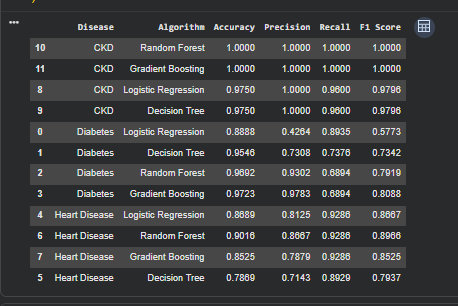 Disease Algorithm Accuracy Precision Recall F1 Score
10 CKD Random Forest 1.0000 1.0000 1.0000 1.0000
11 CKD Gradient Boosting 1.0000 1.0000 1.0000 1.0000
8 CKD Logistic Regression 0.9750 1.0000 0.9600 0.9796
9 CKD Decision Tree 0.9750 1.0000 0.9600 0.9796
0 Diabetes Logistic Regression 0.8888 0.4264 0.8935 0.5773
1 Diabetes Decision Tree 0.9546 0.7308 0.7376 0.7342
2 Diabetes Random Forest 0.9692 0.9302 0.6894 0.7919
3 Diabetes Gradient Boosting 0.9723 0.9783 0.6894 0.8088
4 Heart Disease Logistic Regression 0.8689 0.8125 0.9286 0.8667
6 Heart Disease Random Forest 0.9016 0.8667 0.9286 0.8966
7 Heart Disease Gradient Boosting 0.8525 0.7879 0.9286 0.8525
5 Heart Disease Decision Tree 0.7869 0.7143 0.8929 0.7937